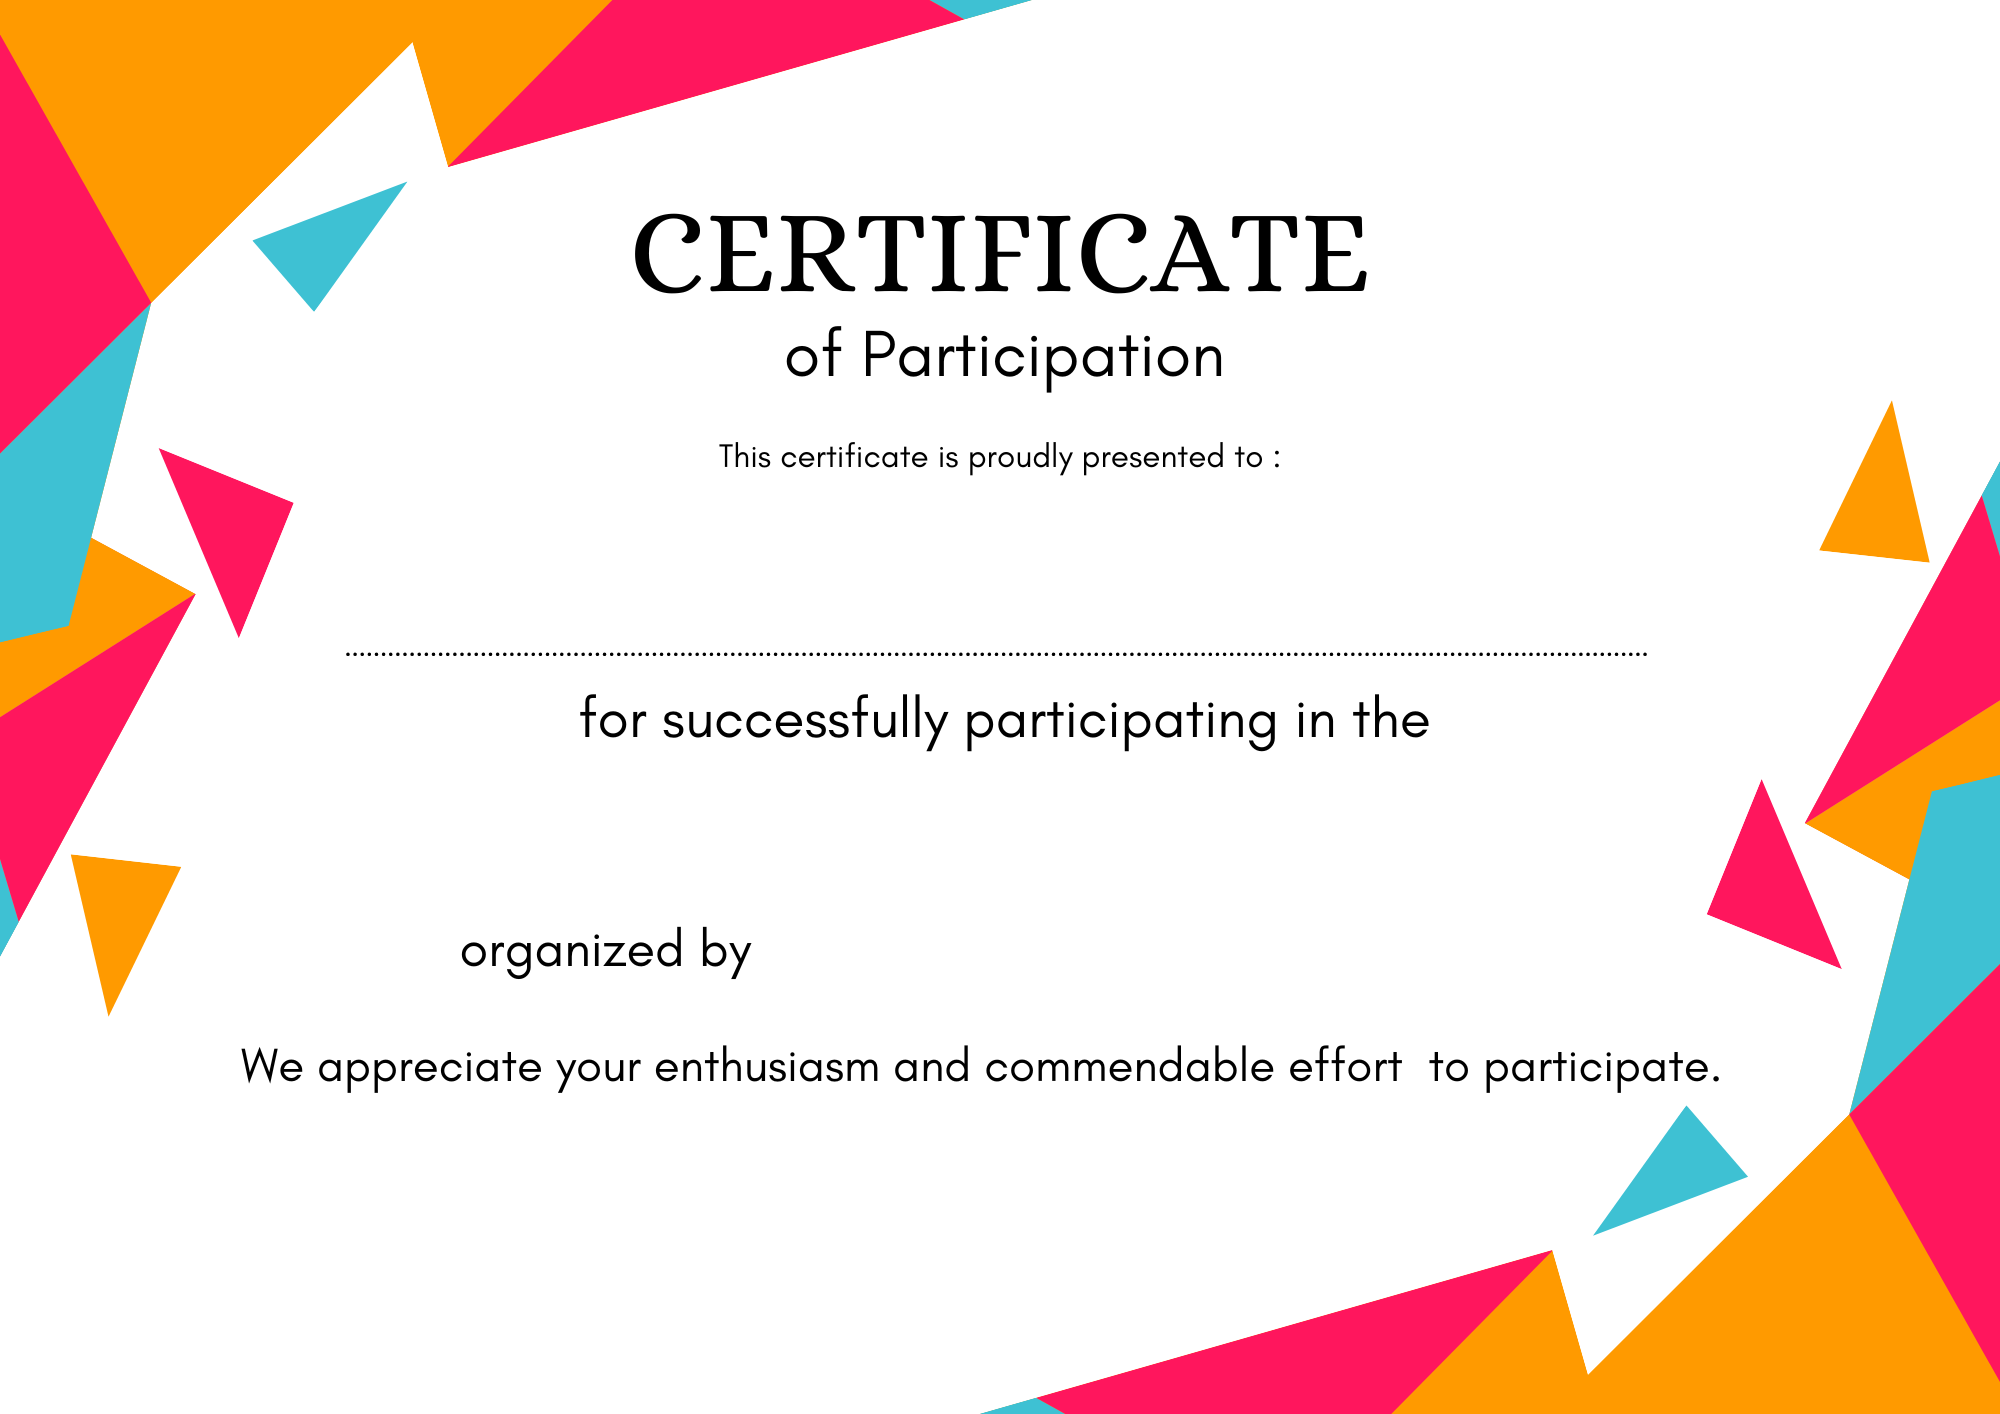 CERTIFICATE
of Participation
This certificate is proudly presented to :
for successfully participating in the
organized by
We appreciate your enthusiasm and commendable effort  to participate.